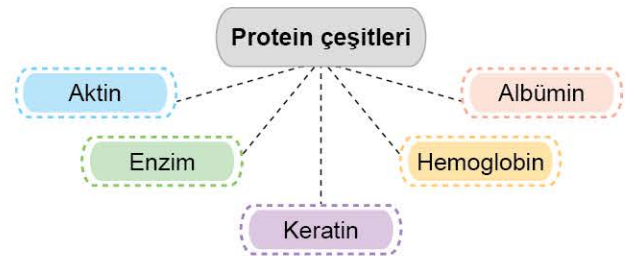 Protein çeşitleri
Aktin
Albümin
Enzim
Hemoglobin
Keratin